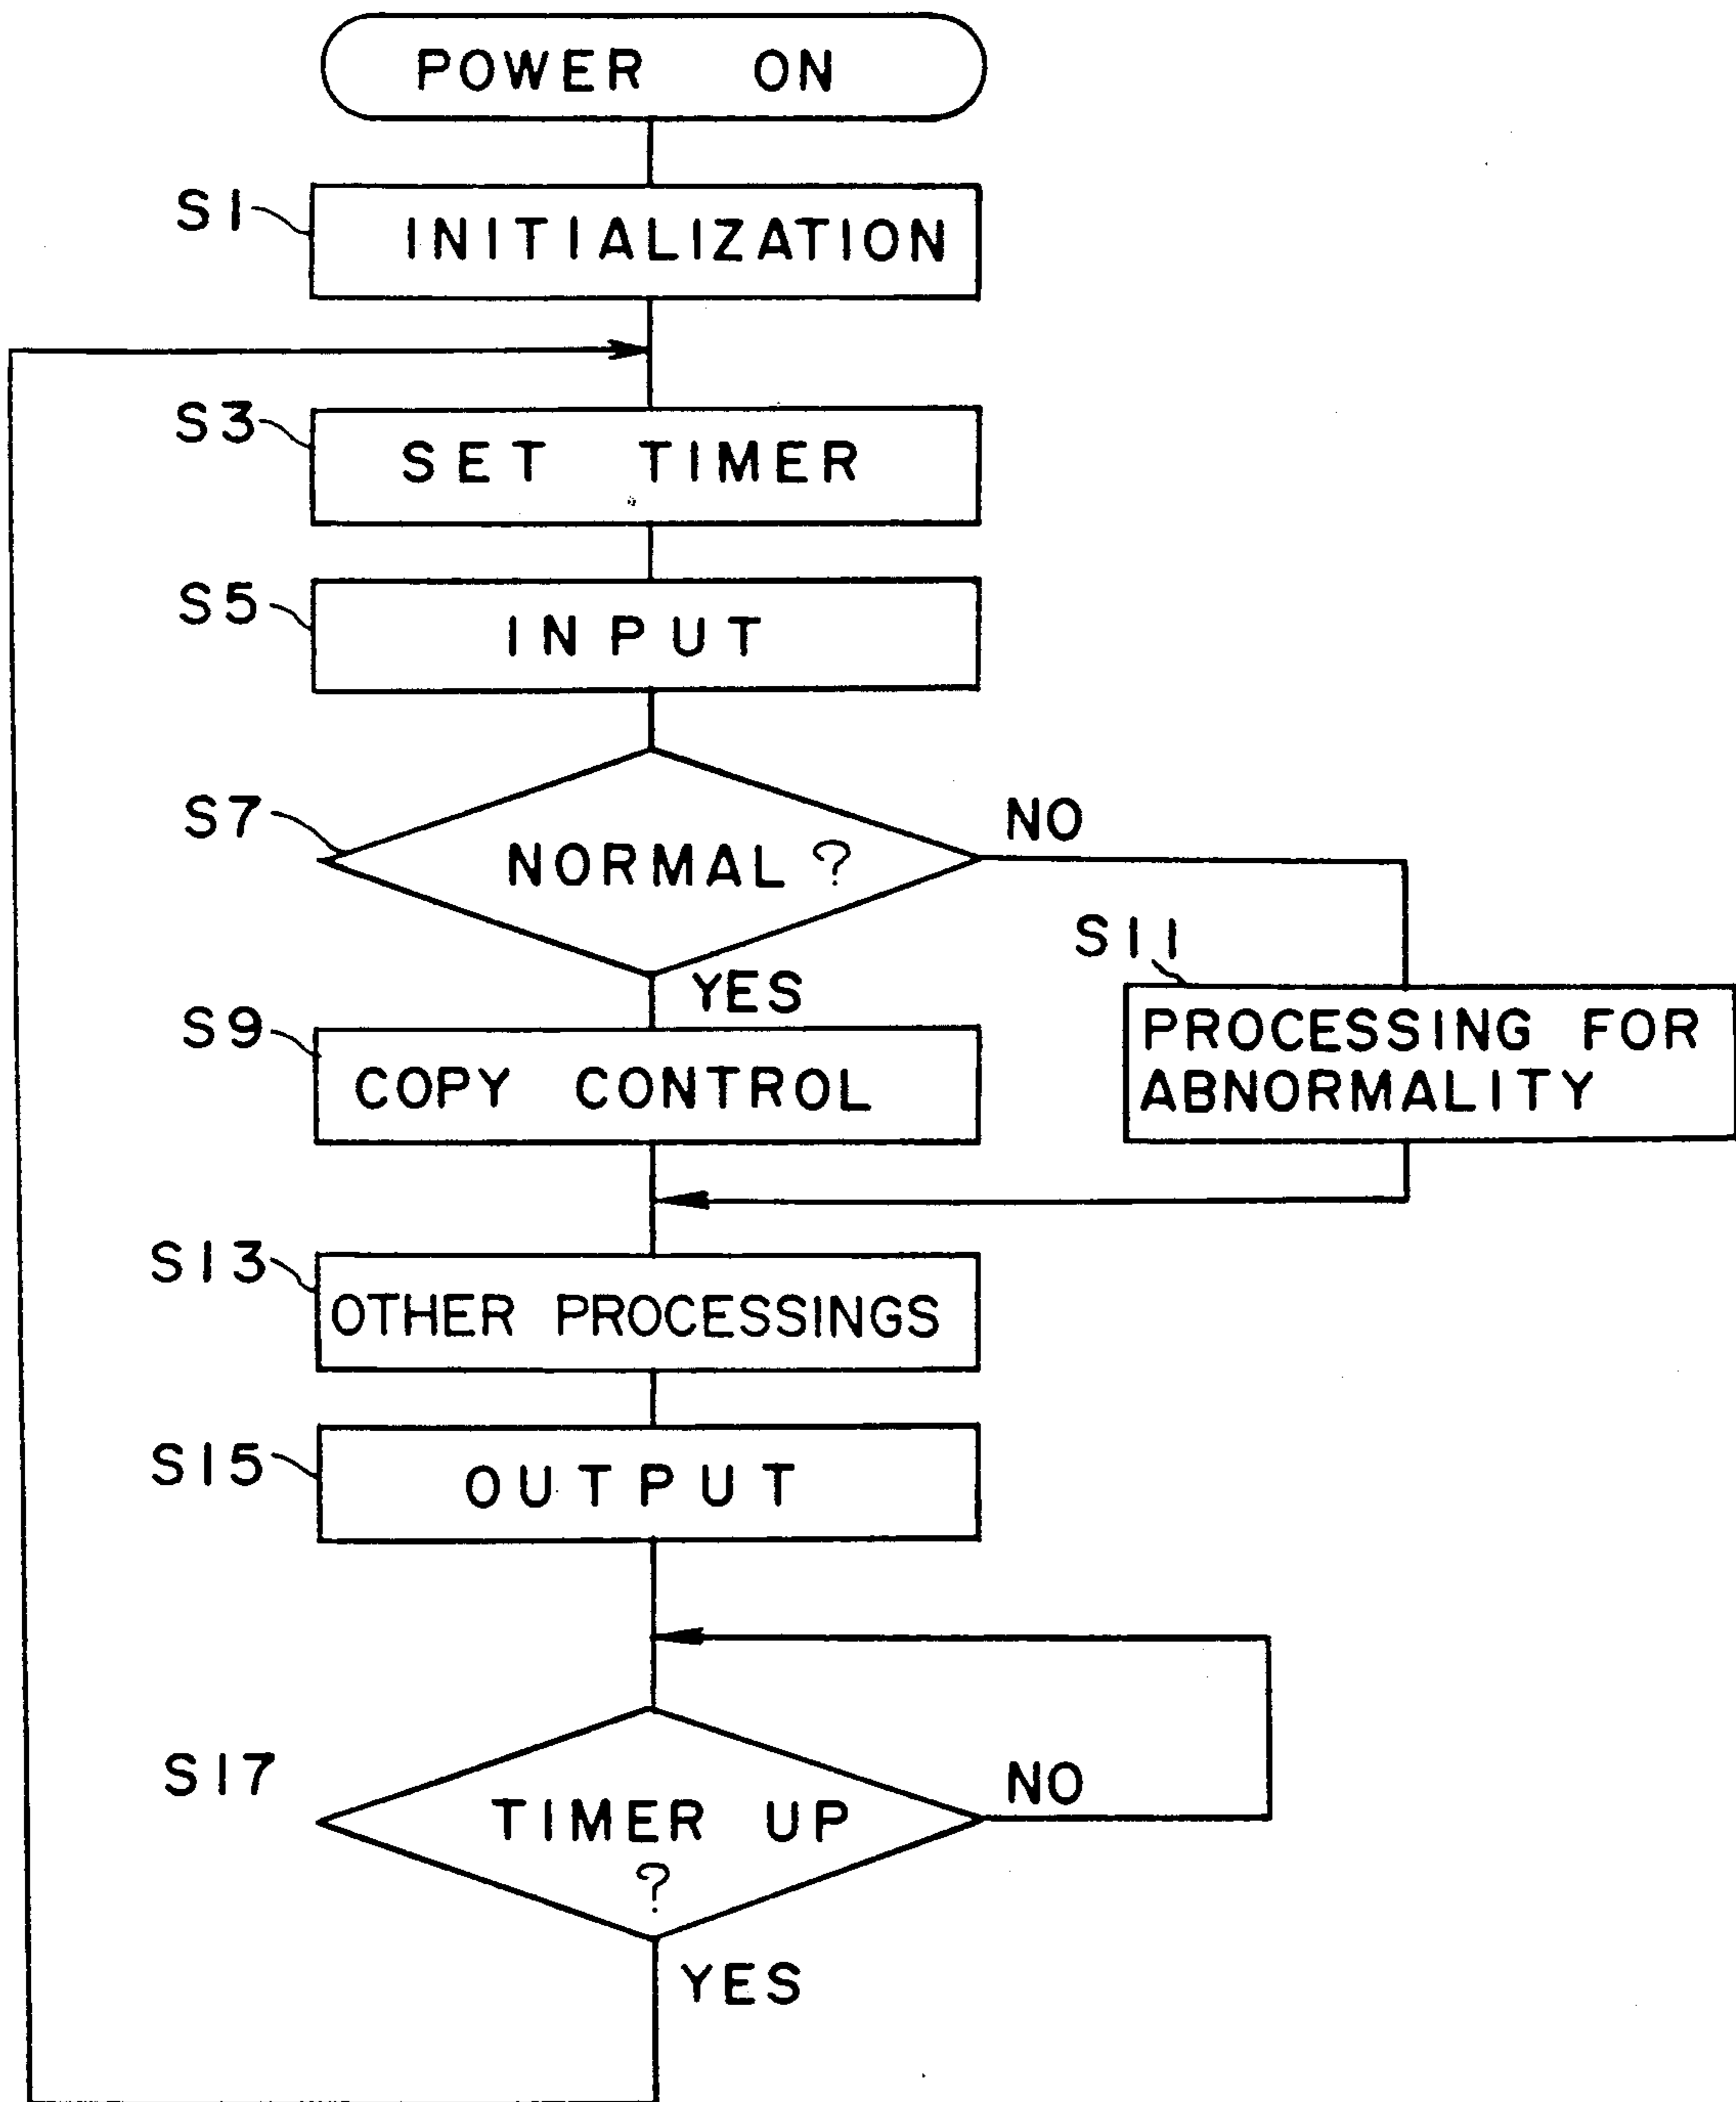 POWER ON
S1
INITIALIZATION
S3
SET TIMER
S5
INPUT
S7
NORMAL ?
NO
YES
S11
PROCESSING FOR
ABNORMALITY
S9
COPY CONTROL
S13
OTHER PROCESSINGS
S15
OUTPUT
S17
TIMER UP
?
NO
YES